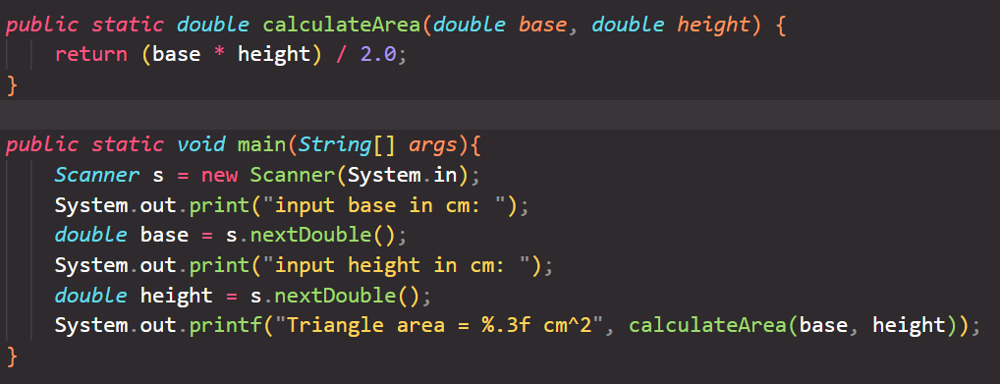 public static double calculateArea(double base, double height) {
    return (base * height) / 2.0;
}

public static void main(String[] args){
    Scanner s = new Scanner(System.in);
    System.out.print("input base in cm: ");
    double base = s.nextDouble();
    System.out.print("input height in cm: ");
    double height = s.nextDouble();
    System.out.printf("Triangle area = %.3f cm^2", calculateArea(base, height));
}